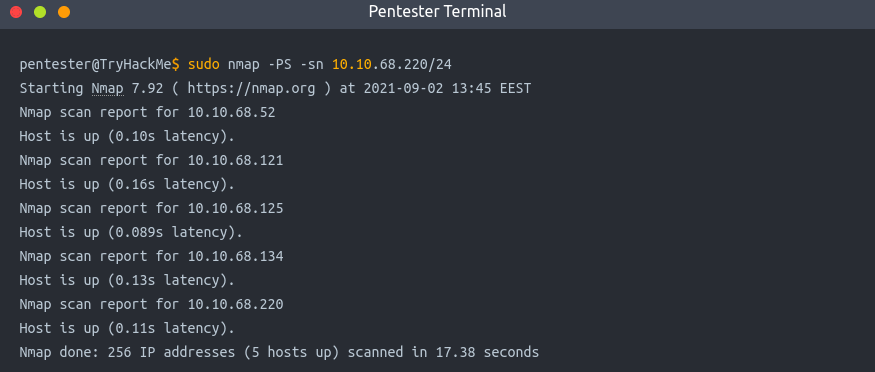 Pentester Terminal
pentester@TryHackMe$ sudo nmap -PS -sn 10.10.68.220/24
Starting Nmap 7.92 ( https://nmap.org ) at 2021-09-02 13:45 EEST
Nmap scan report for 10.10.68.52
Host is up (0.10s latency).
Nmap scan report for 10.10.68.121
Host is up (0.16s latency).
Nmap scan report for 10.10.68.125
Host is up (0.089s latency).
Nmap scan report for 10.10.68.134
Host is up (0.13s latency).
Nmap scan report for 10.10.68.220
Host is up (0.11s latency).
Nmap done: 256 IP addresses (5 hosts up) scanned in 17.38 seconds